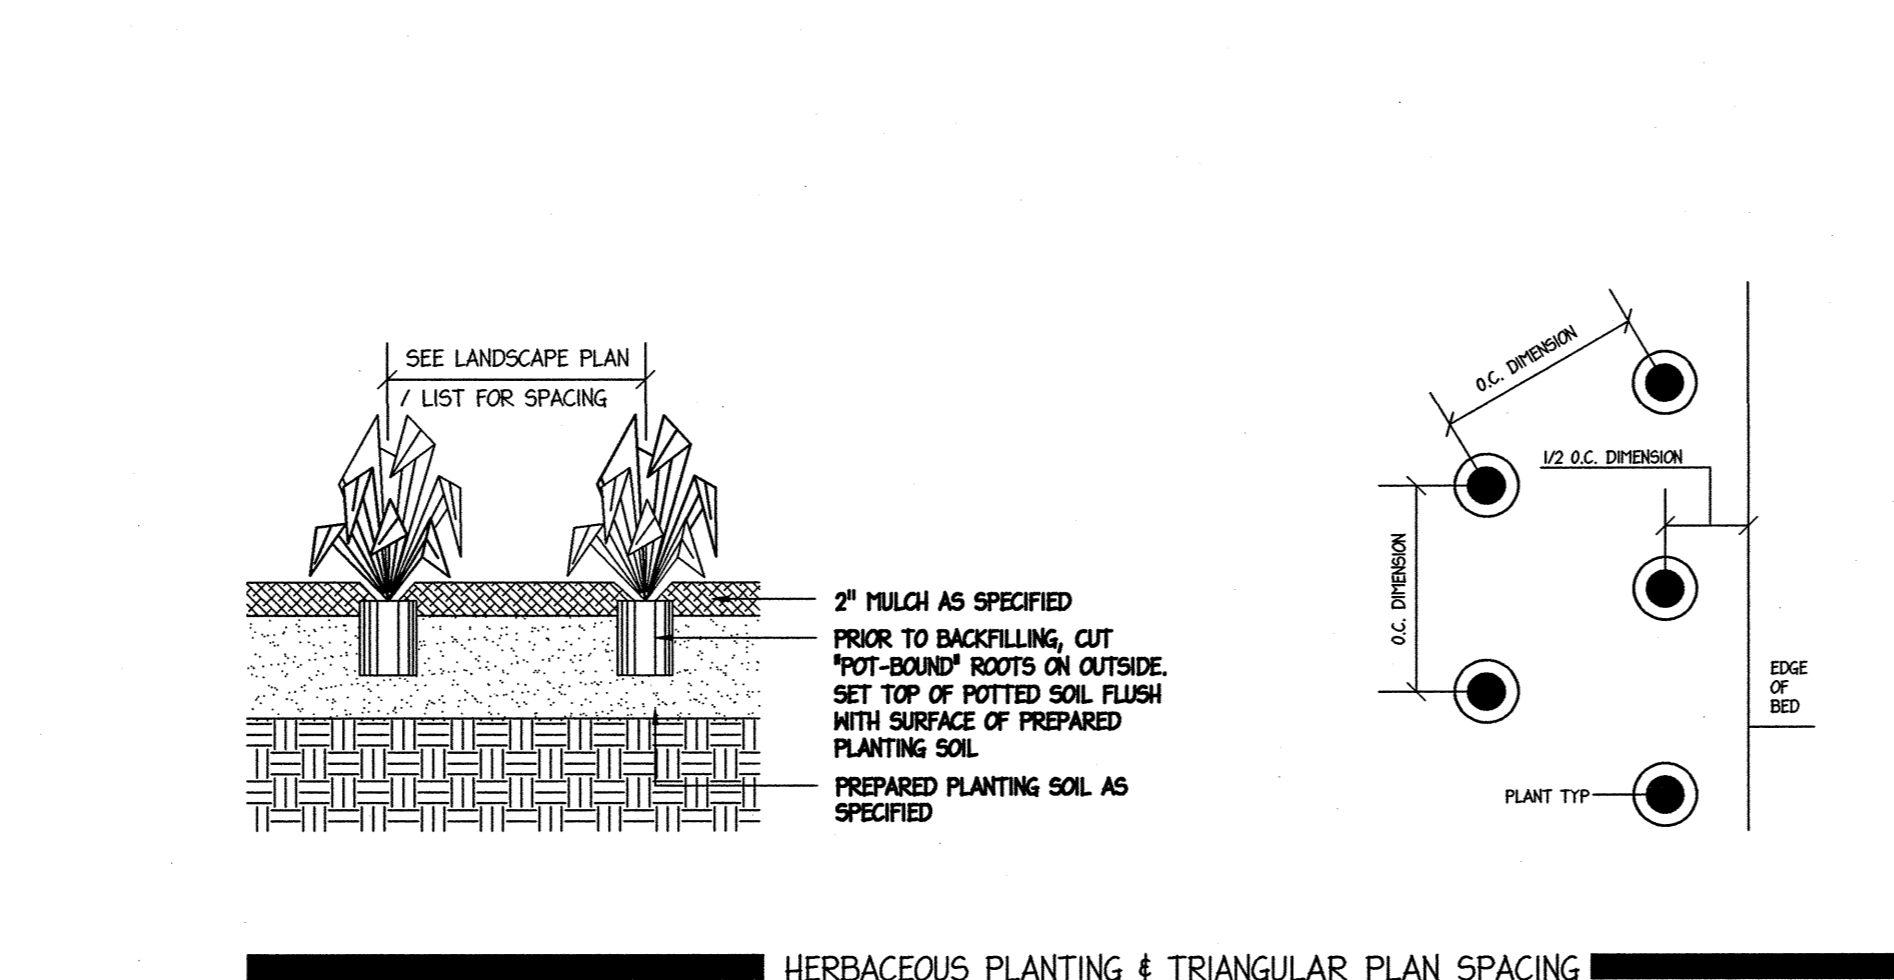 SEE LANDSCAPE PLAN
/ LIST FOR SPACING
2" MULCH AS SPECIFIED
PRIOR TO BACKFILLING, CUT
"POT-BOUND" ROOTS ON OUTSIDE.
SET TOP OF POTTED SOIL FLUSH
WITH SURFACE OF PREPARED
PLANTING SOIL
PREPARED PLANTING SOIL AS
SPECIFIED
O.C. DIMENSION
1/2 O.C. DIMENSION
O.C. DIMENSION
EDGE
OF
BED
PLANT TYP
HERBACEOUS PLANTING & TRIANGULAR PLAN SPACING